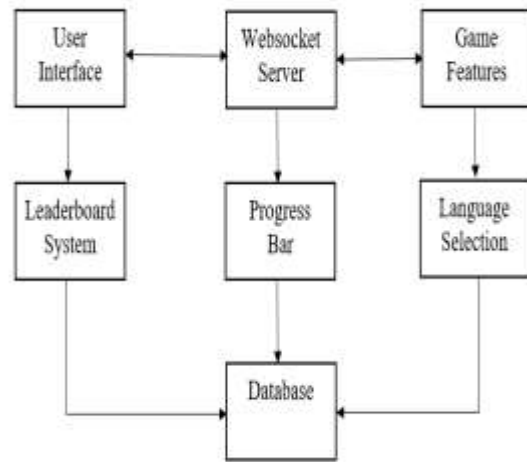 User
Interface
Websocket
Server
Game
Features
Leaderboard
System
Progress
Bar
Language
Selection
Database